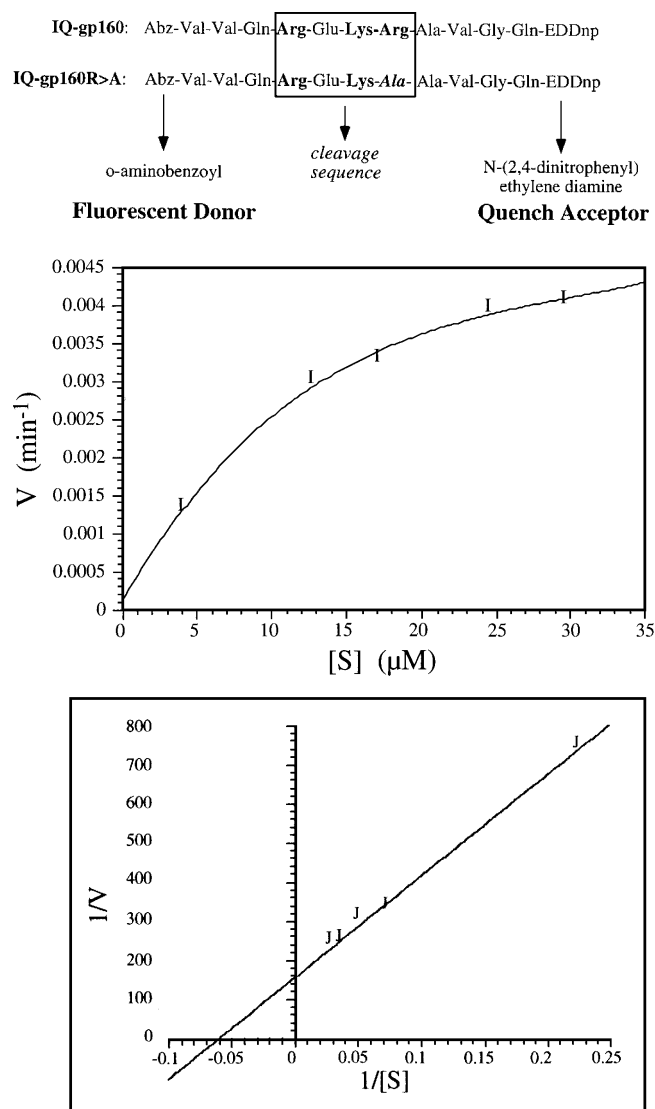 IQ-gp160: Abz-Val-Val-Gln-Arg-Glu-Lys-Arg-Ala-Val-Gly-Gln-EDDnp
IQ-gp160R>A: Abz-Val-Val-Gln-Arg-Glu-Lys-Ala-Ala-Val-Gly-Gln-EDDnp
o-aminobenzoyl
cleavage
sequence
N-(2,4-dinitrophenyl)
ethylene diamine
Fluorescent Donor
Quench Acceptor
0.0045
0.004
0.0035
0.003
0.0025
0.002
0.0015
0.001
0.0005
0
V (min-1)
I I I I I
0 5 10 15 20 25 30 35
[S] (μM)
800
700
600
500
400
300
200
100
0
1/V
J J J J J
-0.1 -0.05 0 0.05 0.1 0.15 0.2 0.25
1/[S]